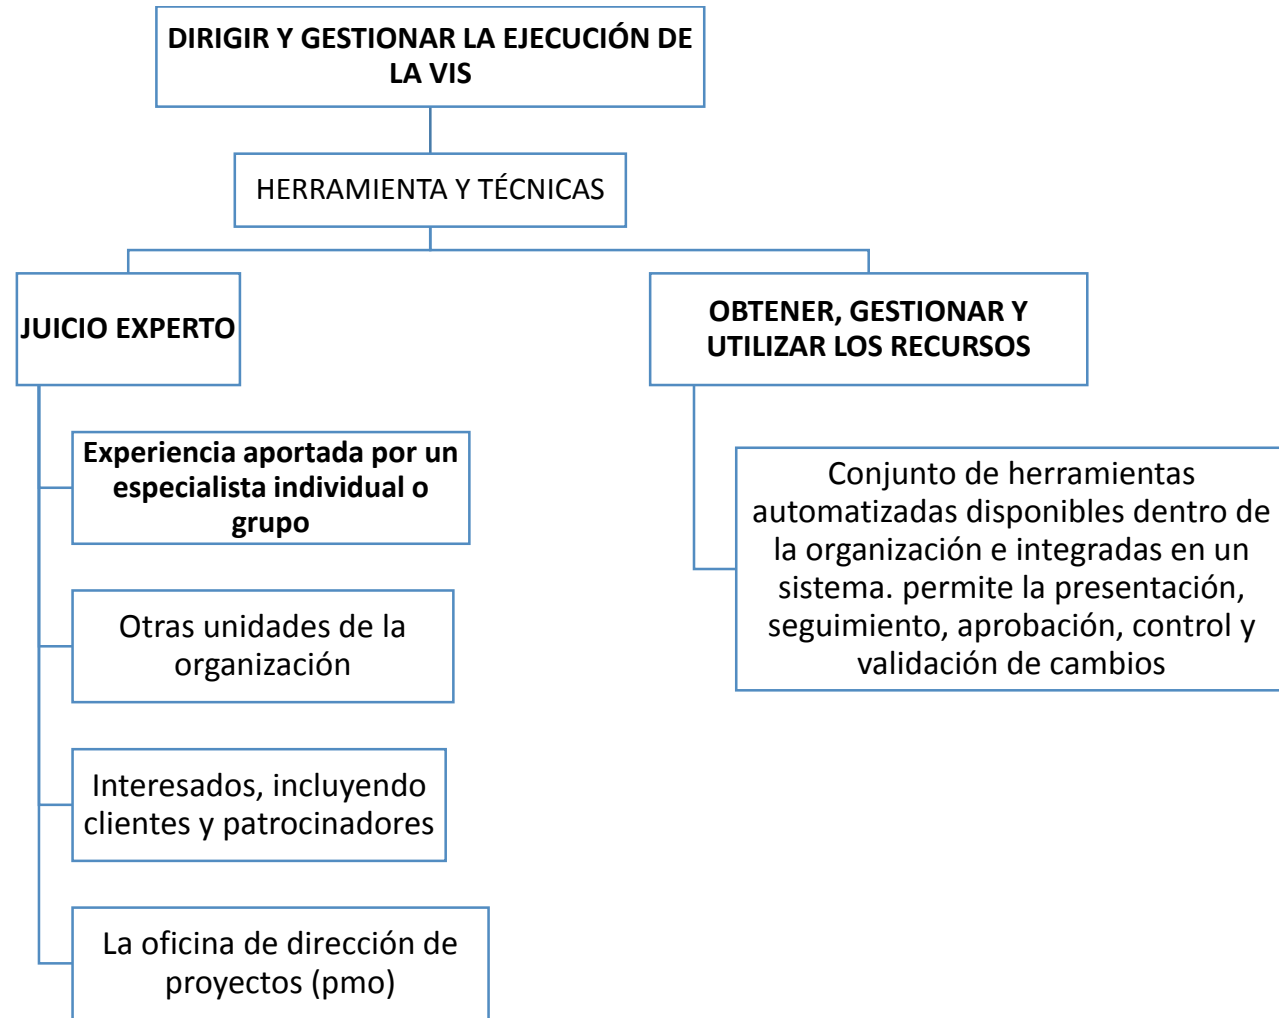 DIRIGIR Y GESTIONAR LA EJECUCIÓN DE
LA VIS
HERRAMIENTA Y TÉCNICAS
JUICIO EXPERTO
Experiencia aportada por un
especialista individual o
grupo
Otras unidades de la
organización
Interesados, incluyendo
clientes y patrocinadores
La oficina de dirección de
proyectos (pmo)
OBTENER, GESTIONAR Y
UTILIZAR LOS RECURSOS
Conjunto de herramientas
automatizadas disponibles dentro de
la organización e integradas en un
sistema. permite la presentación,
seguimiento, aprobación, control y
validación de cambios